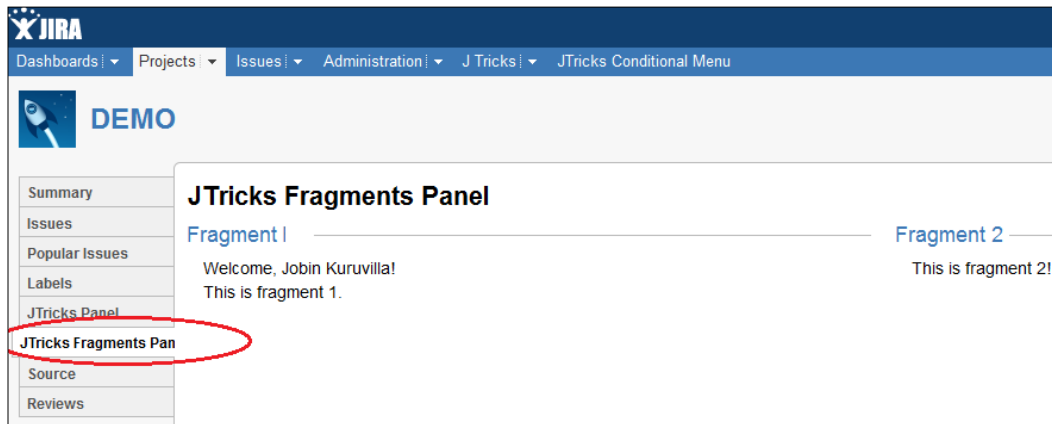 JIRA
Dashboards Projects Issues Administration J Tricks JTricks Conditional Menu
DEMO
Summary
Issues
Popular Issues
Labels
JTricks Panel
JTricks Fragments Pan
Source
Reviews
JTricks Fragments Panel
Fragment I
Welcome, Jobin Kuruvilla!
This is fragment 1.
Fragment 2
This is fragment 2!